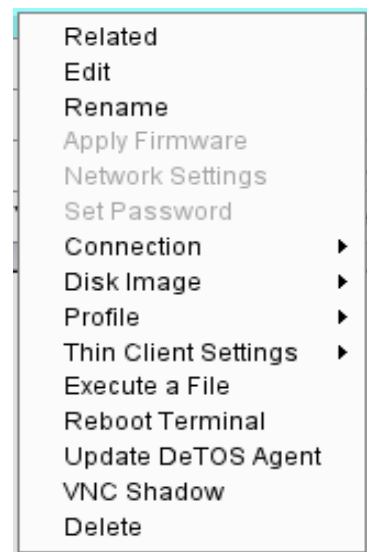 Related
Edit
Rename
Apply Firmware
Network Settings
Set Password
Connection
Disk Image
Profile
Thin Client Settings
Execute a File
Reboot Terminal
Update DeTOS Agent
VNC Shadow
Delete